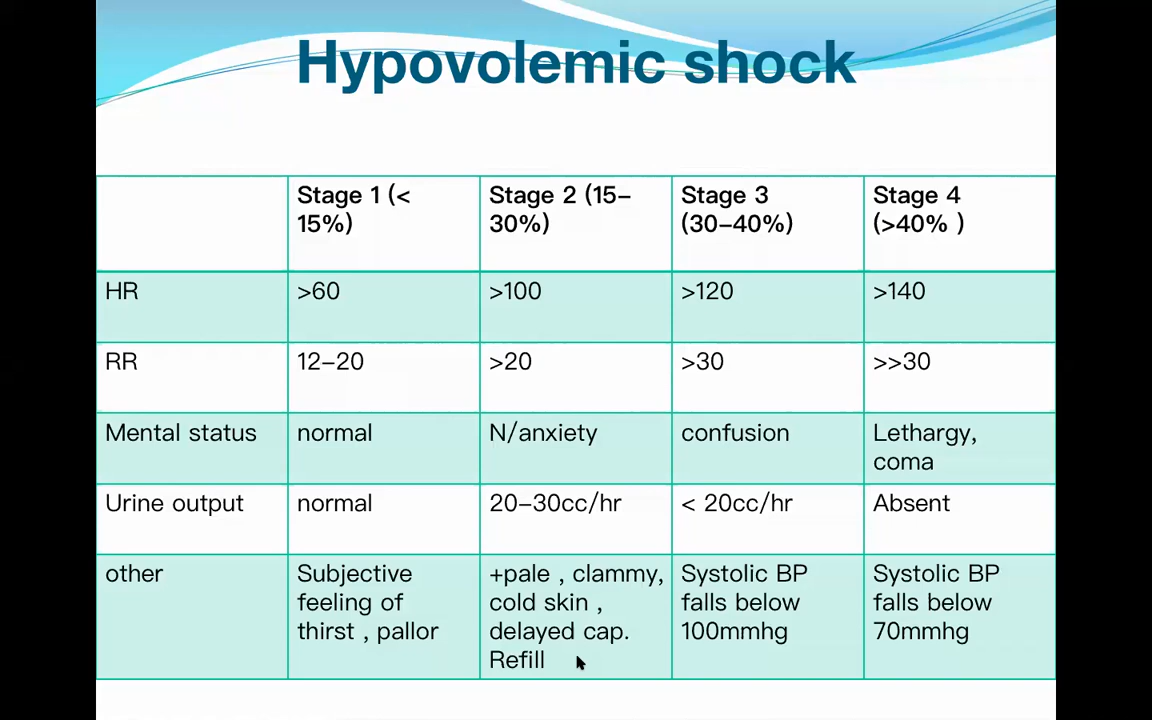 Hypovolemic shock
Stage 1 (<
15%)
Stage 2 (15–
30%)
Stage 3
(30–40%)
Stage 4
(>40% )
HR
>60
>100
>120
>140
RR
12–20
>20
>30
>>30
Mental status
normal
N/anxiety
confusion
Lethargy,
coma
Urine output
normal
20–30cc/hr
< 20cc/hr
Absent
other
Subjective
feeling of
thirst , pallor
+pale , clammy,
cold skin ,
delayed cap.
Refill
Systolic BP
falls below
100mmhg
Systolic BP
falls below
70mmhg